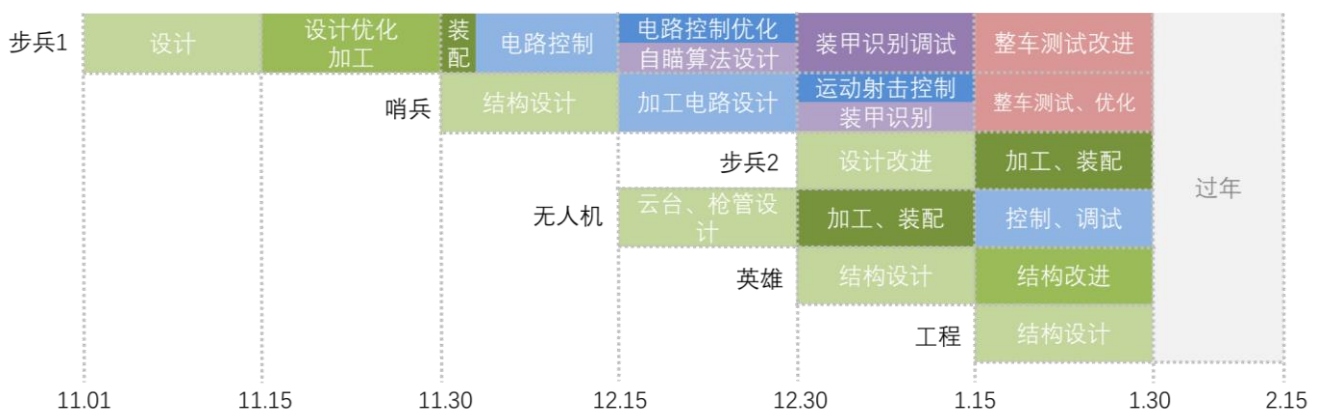 步兵1
设计
设计优化
加工
装
配
电路控制
电路控制优化
自瞄算法设计
装甲识别调试
整车测试改进
哨兵
结构设计
加工电路设计
运动射击控制
装甲识别
整车测试、优化
步兵2
设计改进
加工、装配
无人机
云台、枪管设
计
加工、装配
控制、调试
英雄
结构设计
结构改进
工程
结构设计
过年
11.01
11.15
11.30
12.15
12.30
1.15
1.30
2.15